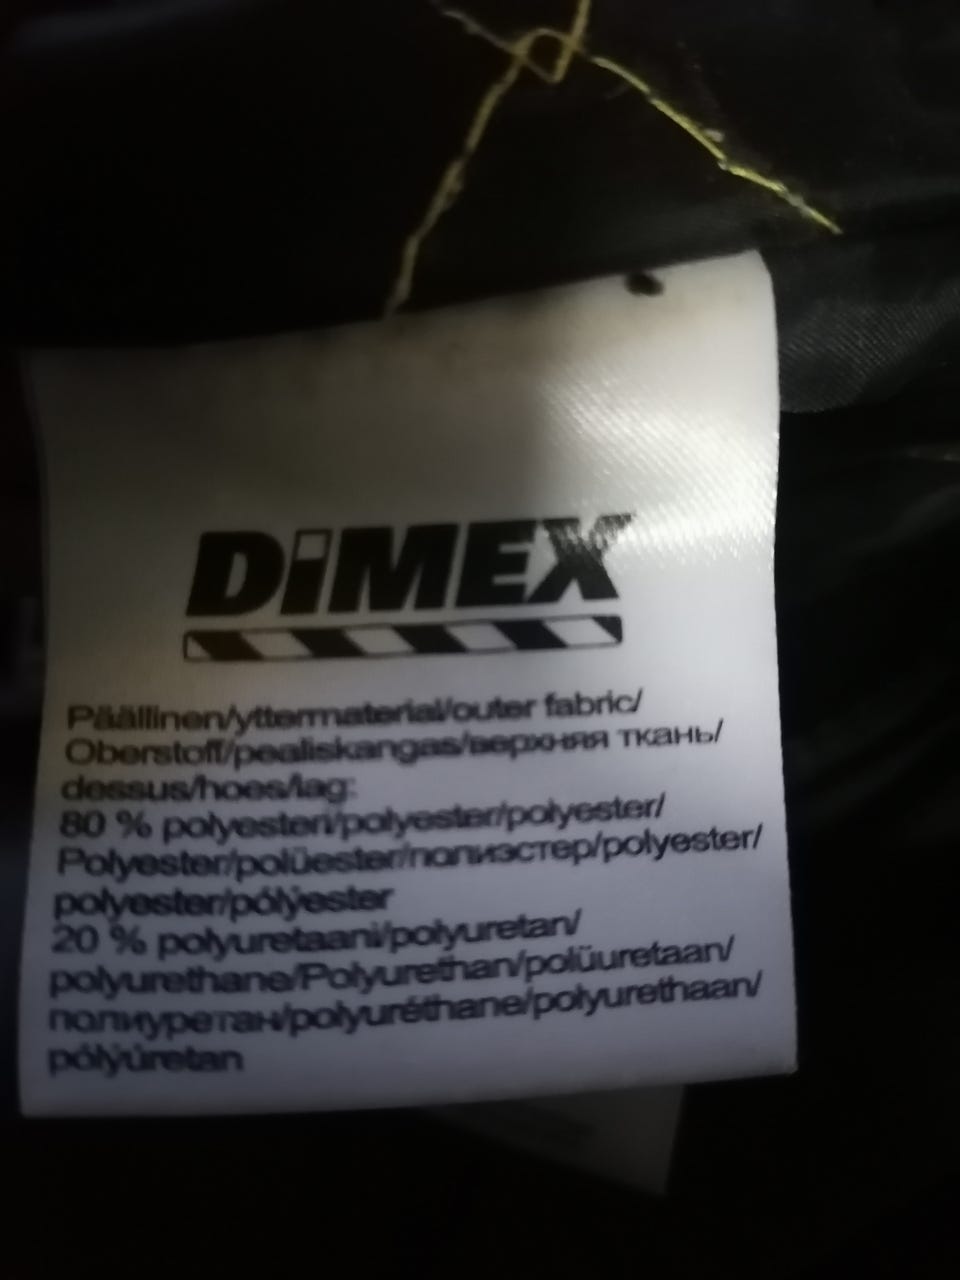 DiMEX
Päällinen/yttermaterial/outer fabric/
Oberstoff/pealiskangas/верхняя ткань/
dessus/hoes/lag:
80 % polyesteri/polyester/polyester/
Polyester/polüester/полиэстер/polyester/
polyester/pólýester
20 % polyuretaani/polyuretan/
polyurethane/Polyurethan/polüuretaan/
полиуретан/polyuréthane/polyurethaan/
pólýúretan